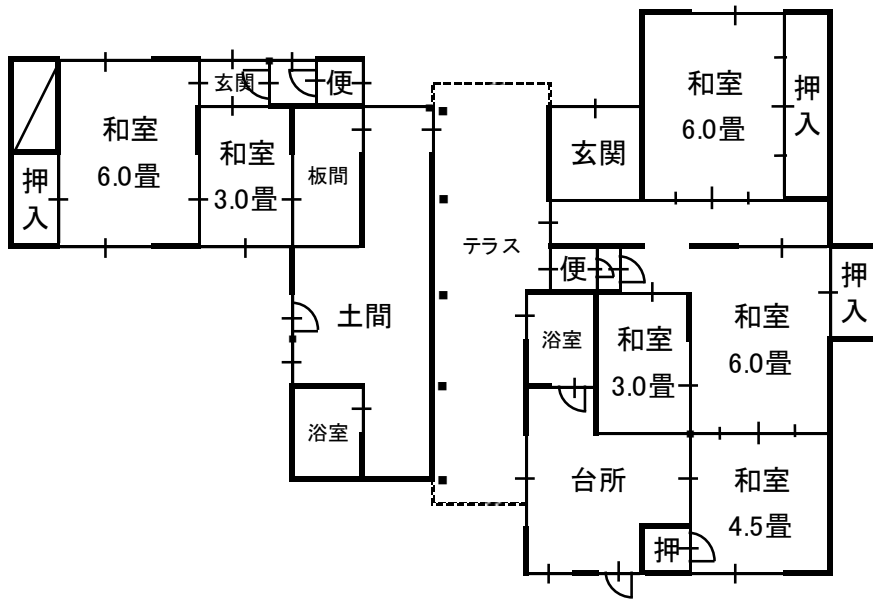 玄関
便
和室
6.0畳
和室
3.0畳
板間
押
入
土間
浴室
テラス
玄関
和室
6.0畳
押
入
便
浴室
和室
3.0畳
和室
6.0畳
押
入
台所
押
和室
4.5畳